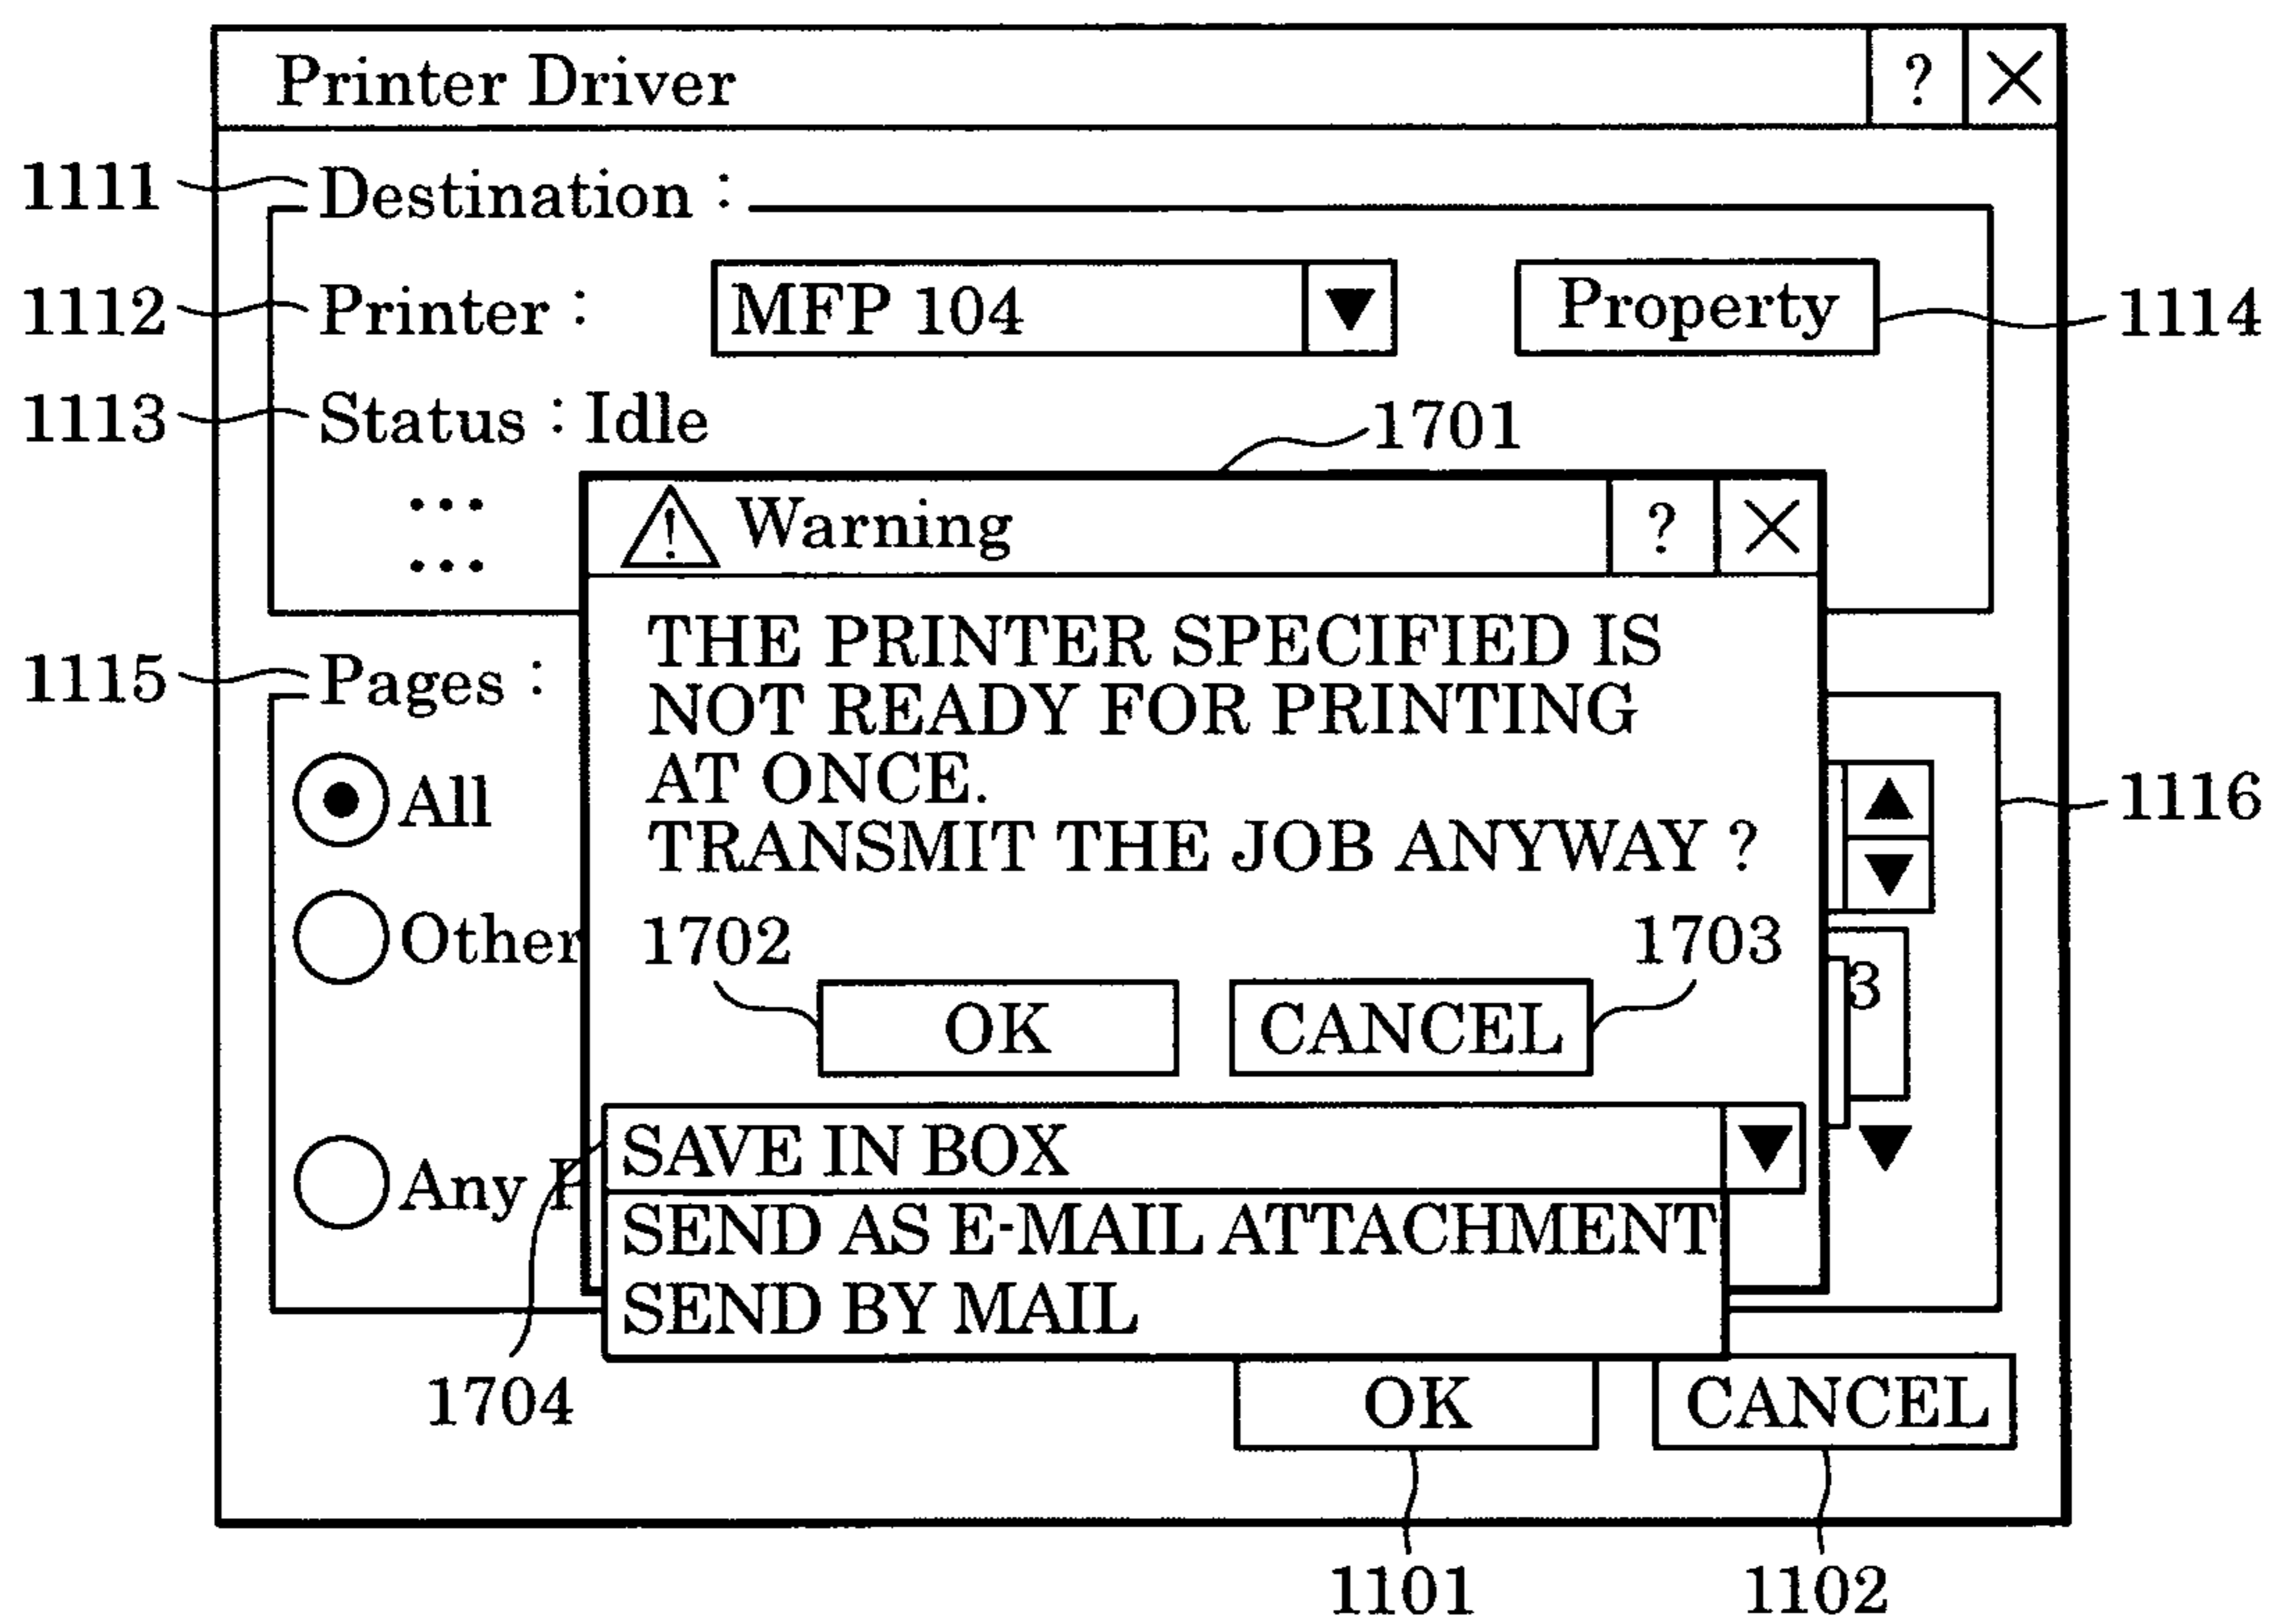 Printer Driver ? ×
1111 Destination :
1112 Printer : MFP 104 ▼ Property 1114
1113 Status : Idle
1701
...
...
Warning ? ×
THE PRINTER SPECIFIED IS
NOT READY FOR PRINTING
AT ONCE.
TRANSMIT THE JOB ANYWAY ?
1115 Pages :
All
1116
Other
1702 1703
3
OK CANCEL
SAVE IN BOX ▼
Any
SEND AS E-MAIL ATTACHMENT
SEND BY MAIL
1704
OK CANCEL
1101 1102